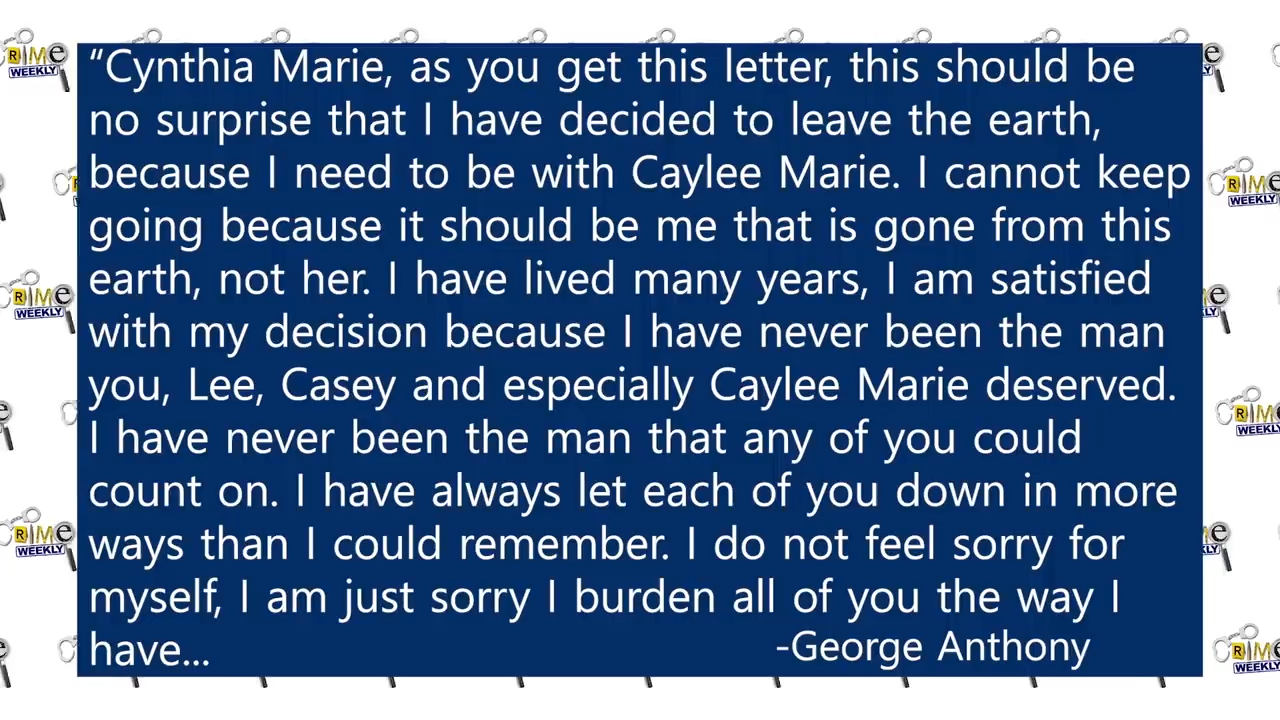 “Cynthia Marie, as you get this letter, this should be
no surprise that I have decided to leave the earth,
because I need to be with Caylee Marie. I cannot keep
going because it should be me that is gone from this
earth, not her. I have lived many years, I am satisfied
with my decision because I have never been the man
you, Lee, Casey and especially Caylee Marie deserved.
I have never been the man that any of you could
count on. I have always let each of you down in more
ways than I could remember. I do not feel sorry for
myself, I am just sorry I burden all of you the way I
have...
-George Anthony
CRIMe
WEEKLY